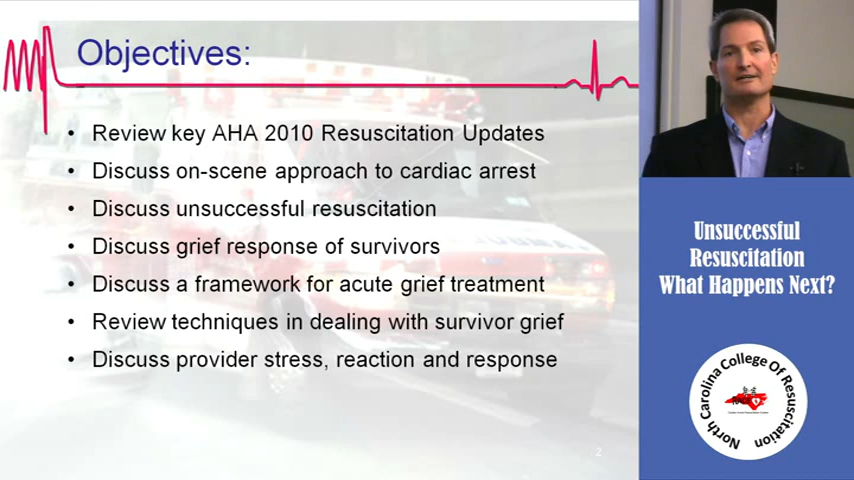 Objectives:
• Review key AHA 2010 Resuscitation Updates
• Discuss on-scene approach to cardiac arrest
• Discuss unsuccessful resuscitation
• Discuss grief response of survivors
• Discuss a framework for acute grief treatment
• Review techniques in dealing with survivor grief
• Discuss provider stress, reaction and response
2
Unsuccessful
Resuscitation
What Happens Next?
North Carolina College Of Resuscitation